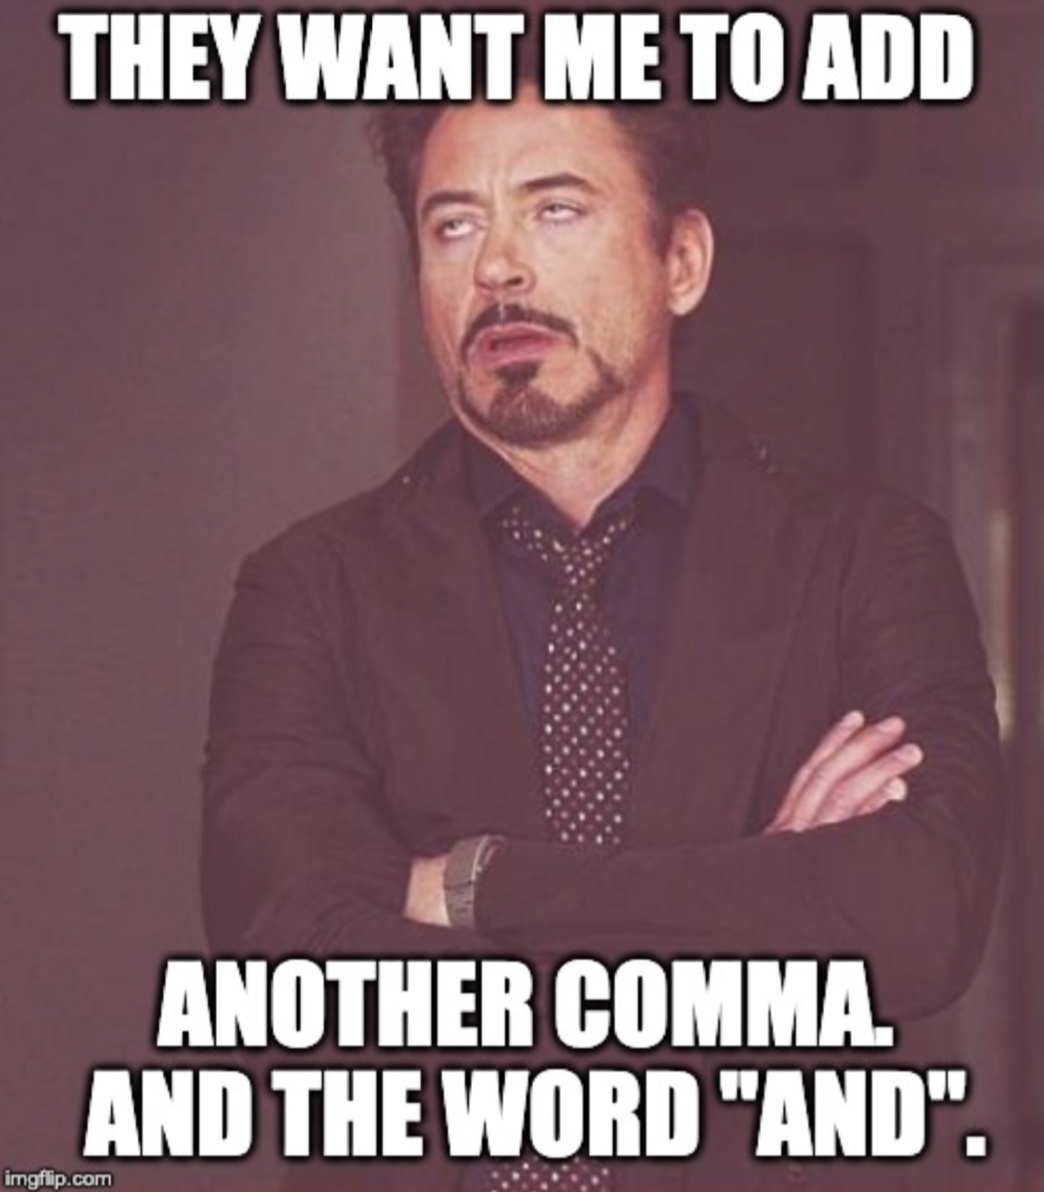 THEY WANT ME TO ADD
ANOTHER COMMA.
AND THE WORD "AND".
imgflip.com